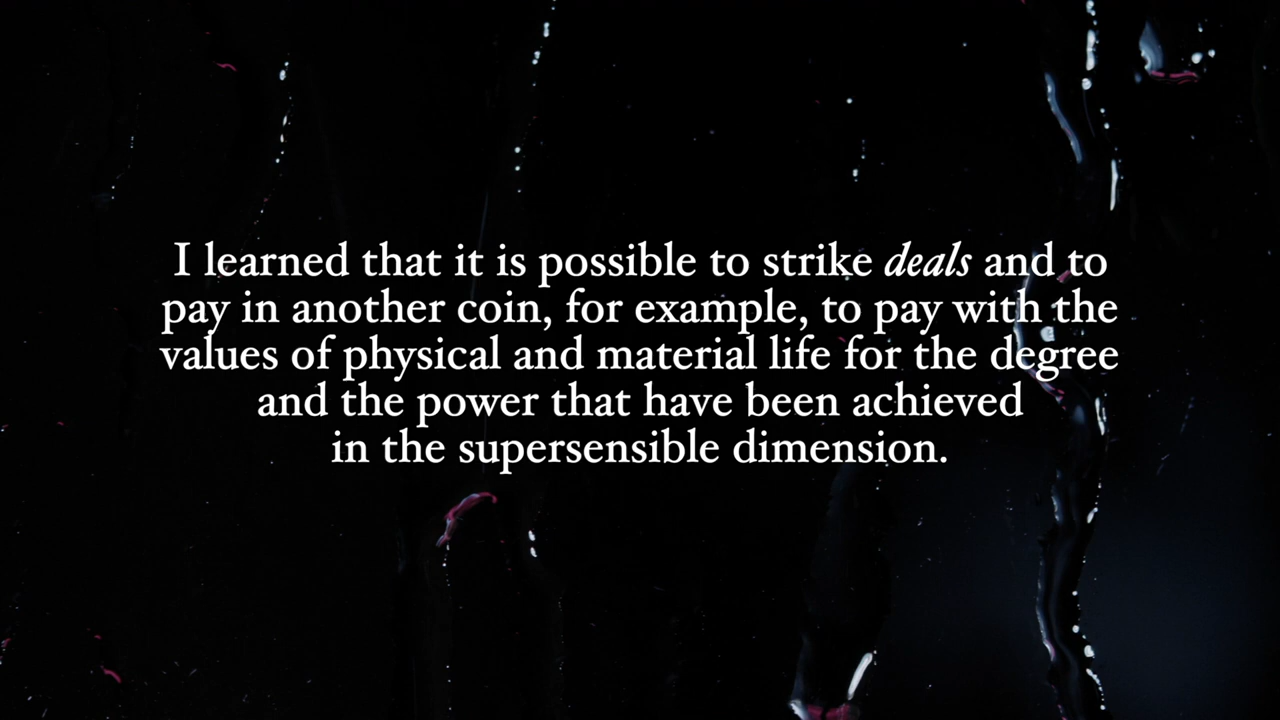 I learned that it is possible to strike deals and to
pay in another coin, for example, to pay with the
values of physical and material life for the degree
and the power that have been achieved
in the supersensible dimension.